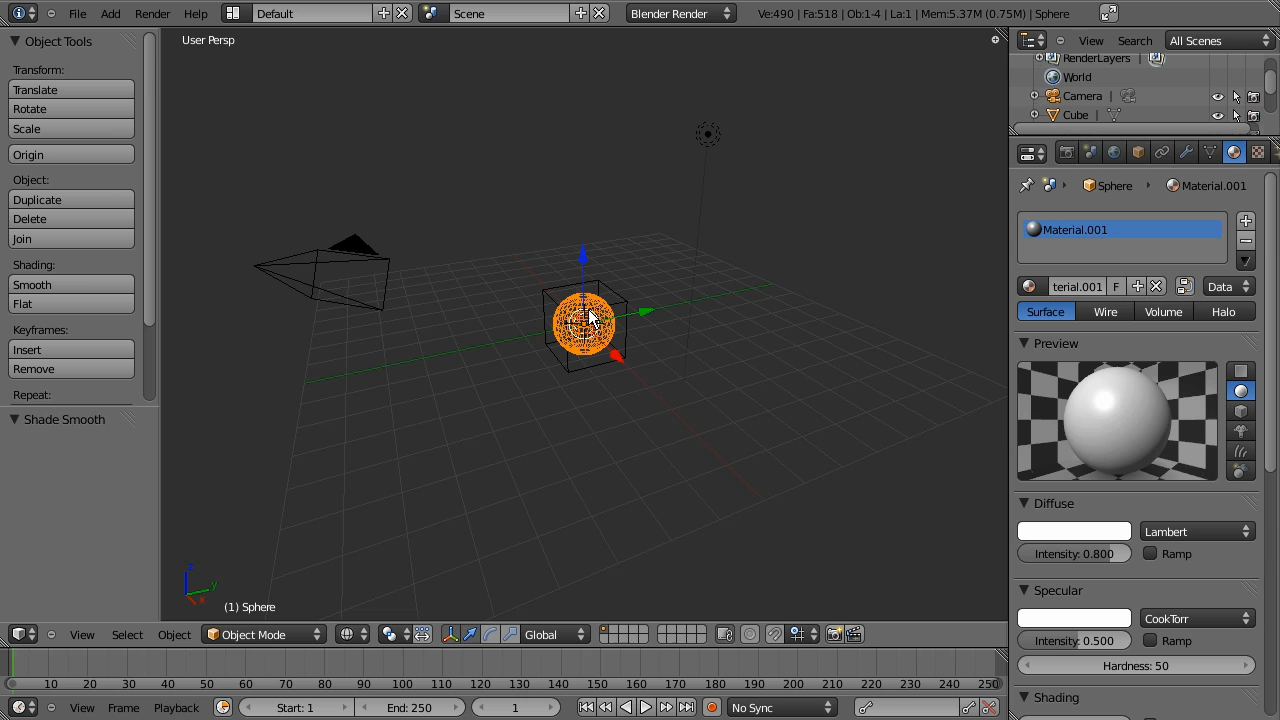 File Add Render Help Default Scene Blender Render Ve:490 | Fa:518 | Ob:1-4 | La:1 | Mem:5.37M (0.75M) | Sphere
Object Tools
Transform:
Translate
Rotate
Scale
Origin
Object:
Duplicate
Delete
Join
Shading:
Smooth
Flat
Keyframes:
Insert
Remove
Repeat:
Shade Smooth
User Persp
z
y
x
(1) Sphere
View Select Object Object Mode Global
10 20 30 40 50 60 70 80 90 100 110 120 130 140 150 160 170 180 190 200 210 220 230 240 250
View Frame Playback Start: 1 End: 250 1 No Sync
View Search All Scenes
RenderLayers |
World
Camera |
Cube |
Sphere Material.001
Material.001
terial.001 F Data
Surface Wire Volume Halo
Preview
Diffuse
Lambert
Intensity: 0.800 Ramp
Specular
CookTorr
Intensity: 0.500 Ramp
Hardness: 50
Shading